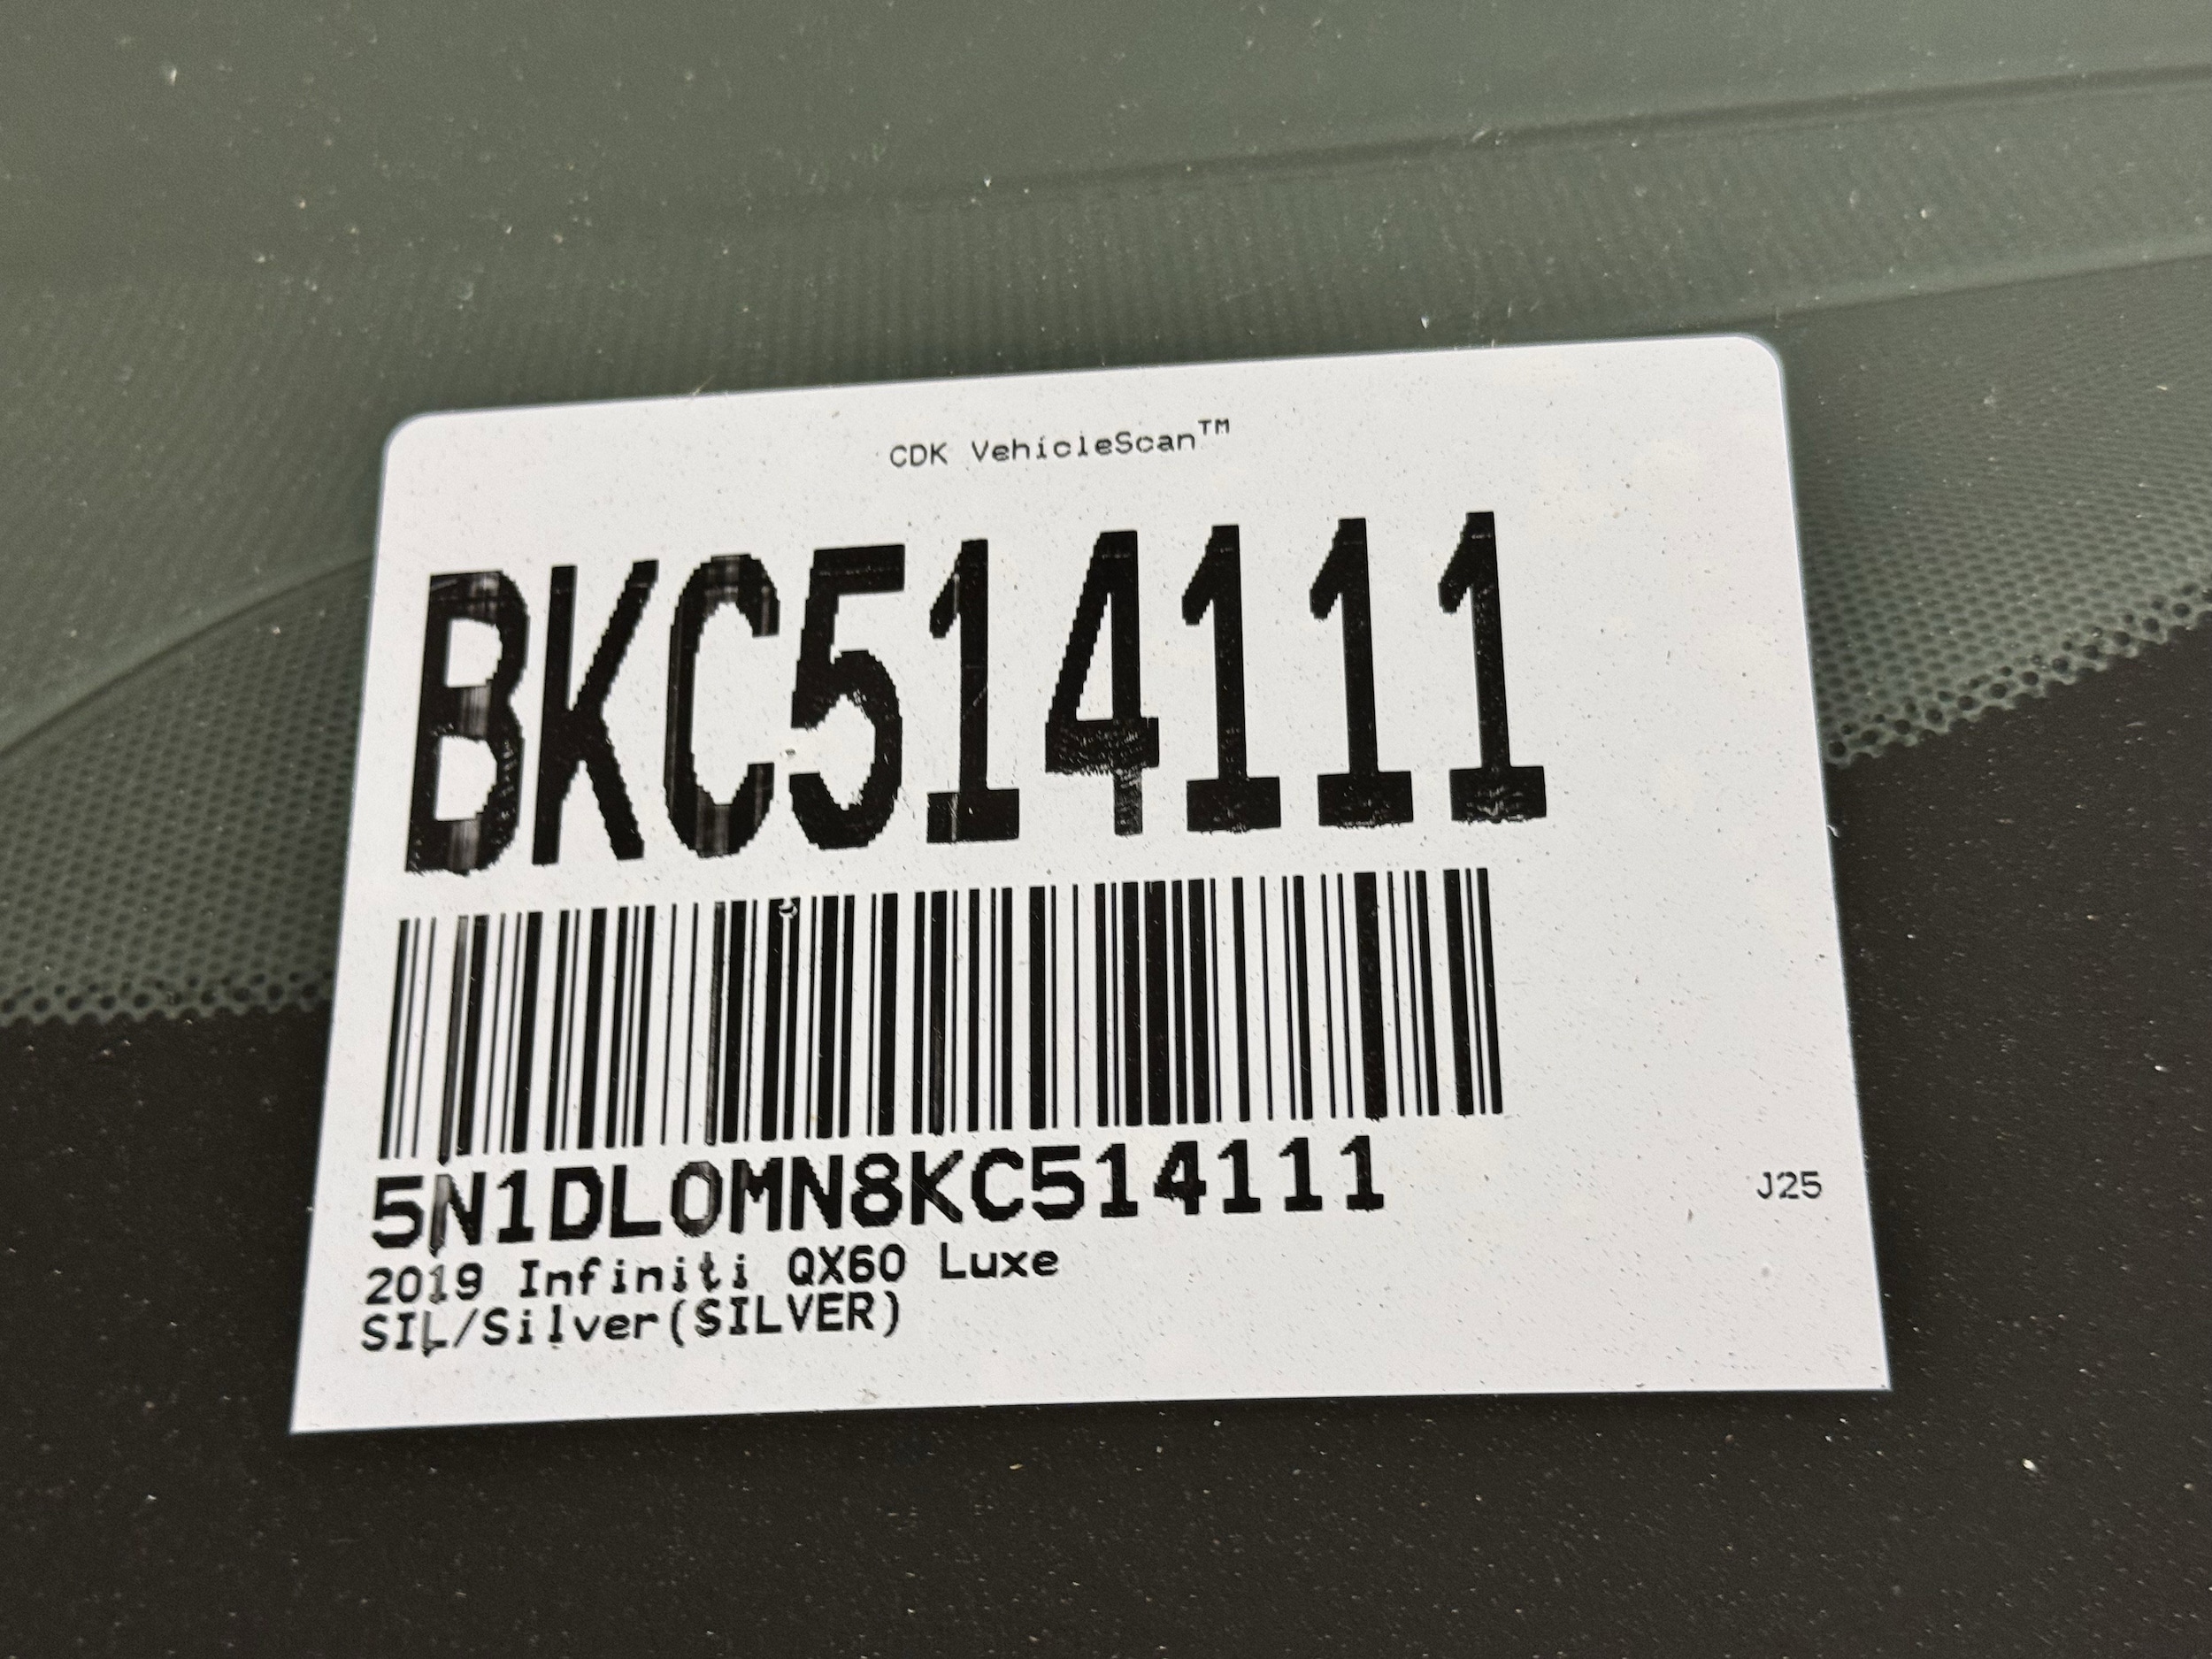 CDK VehicleScan™
BKC514111
5N1DL0MN8KC514111
J25
2019 Infiniti QX60 Luxe
SIL/Silver(SILVER)